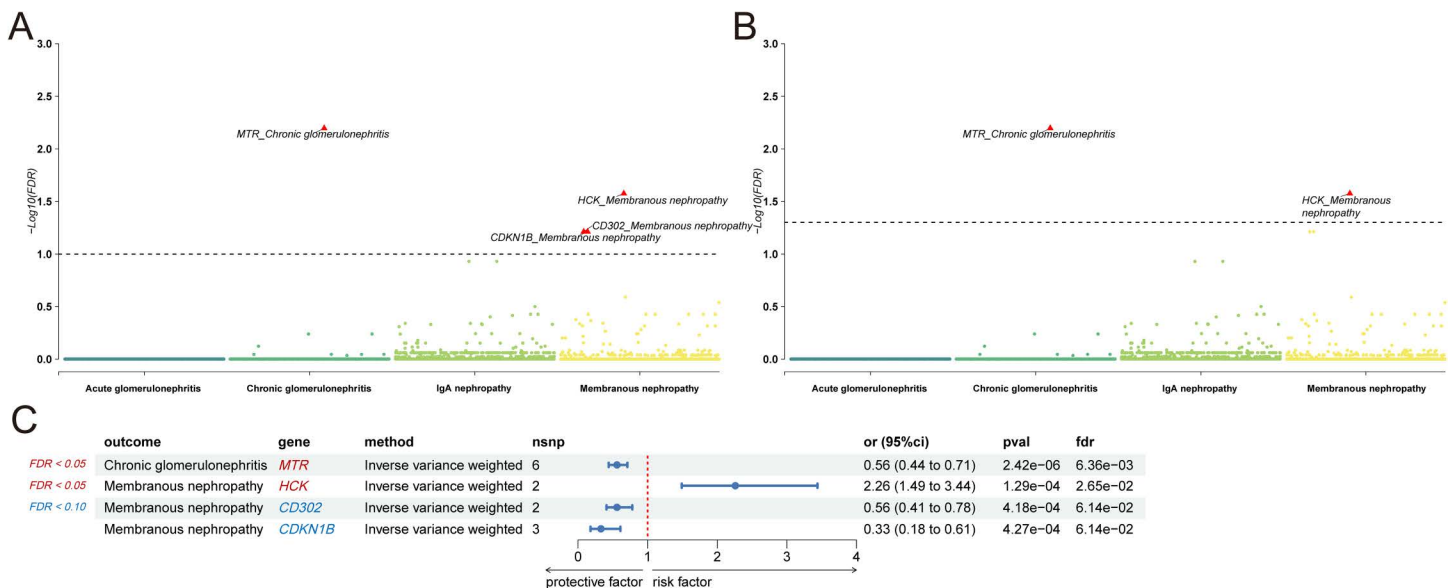 A
3.0
2.5
2.0
1.5
1.0
0.5
0.0
−Log10(FDR)
MTR_Chronic glomerulonephritis
HCK_Membranous nephropathy
CD302_Membranous nephropathy
CDKN1B_Membranous nephropathy
Acute glomerulonephritis
Chronic glomerulonephritis
IgA nephropathy
Membranous nephropathy
B
3.0
2.5
2.0
1.5
1.0
0.5
0.0
−Log10(FDR)
MTR_Chronic glomerulonephritis
HCK_Membranous
nephropathy
Acute glomerulonephritis
Chronic glomerulonephritis
IgA nephropathy
Membranous nephropathy
C
outcome gene method nsnp or (95%ci) pval fdr
FDR < 0.05 Chronic glomerulonephritis MTR Inverse variance weighted 6 0.56 (0.44 to 0.71) 2.42e−06 6.36e−03
FDR < 0.05 Membranous nephropathy HCK Inverse variance weighted 2 2.26 (1.49 to 3.44) 1.29e−04 2.65e−02
FDR < 0.10 Membranous nephropathy CD302 Inverse variance weighted 2 0.56 (0.41 to 0.78) 4.18e−04 6.14e−02
Membranous nephropathy CDKN1B Inverse variance weighted 3 0.33 (0.18 to 0.61) 4.27e−04 6.14e−02
0 1 2 3 4
protective factor risk factor